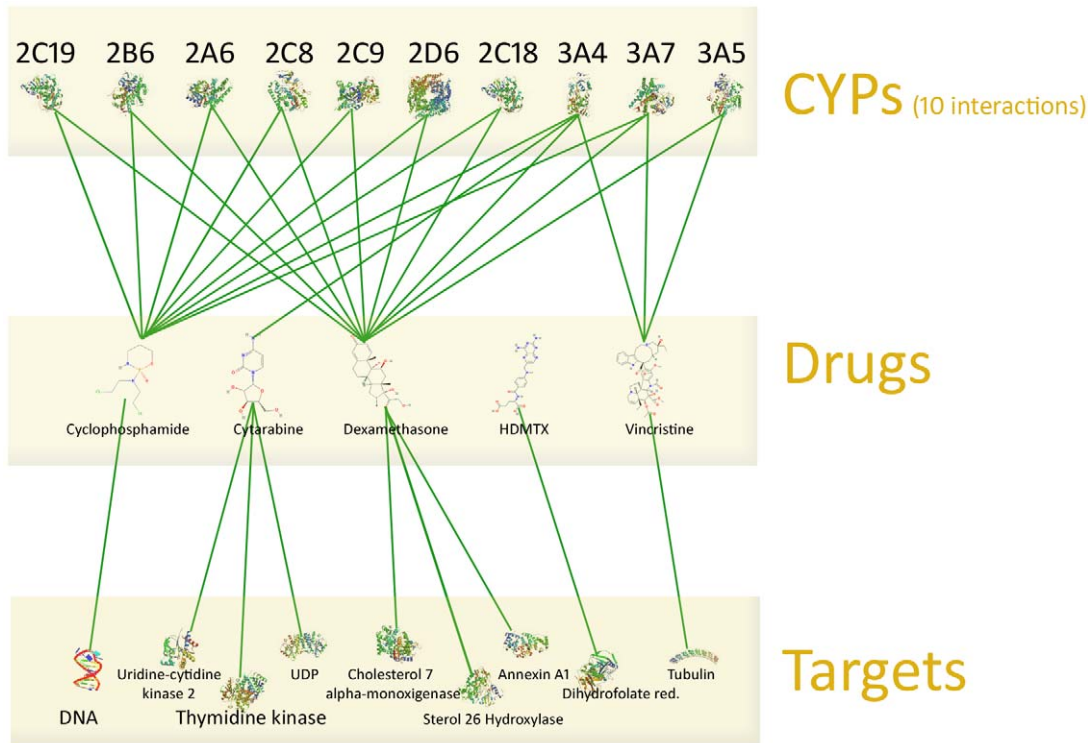 2C19 2B6 2A6 2C8 2C9 2D6 2C18 3A4 3A7 3A5
CYPs (10 interactions)
Drugs
Cyclophosphamide Cytarabine Dexamethasone HDMTX Vincristine
Uridine-cytidine
kinase 2
UDP
Cholesterol 7
alpha-monoxigenase
Annexin A1
Dihydrofolate red.
Tubulin
DNA
Thymidine kinase
Sterol 26 Hydroxylase
Targets